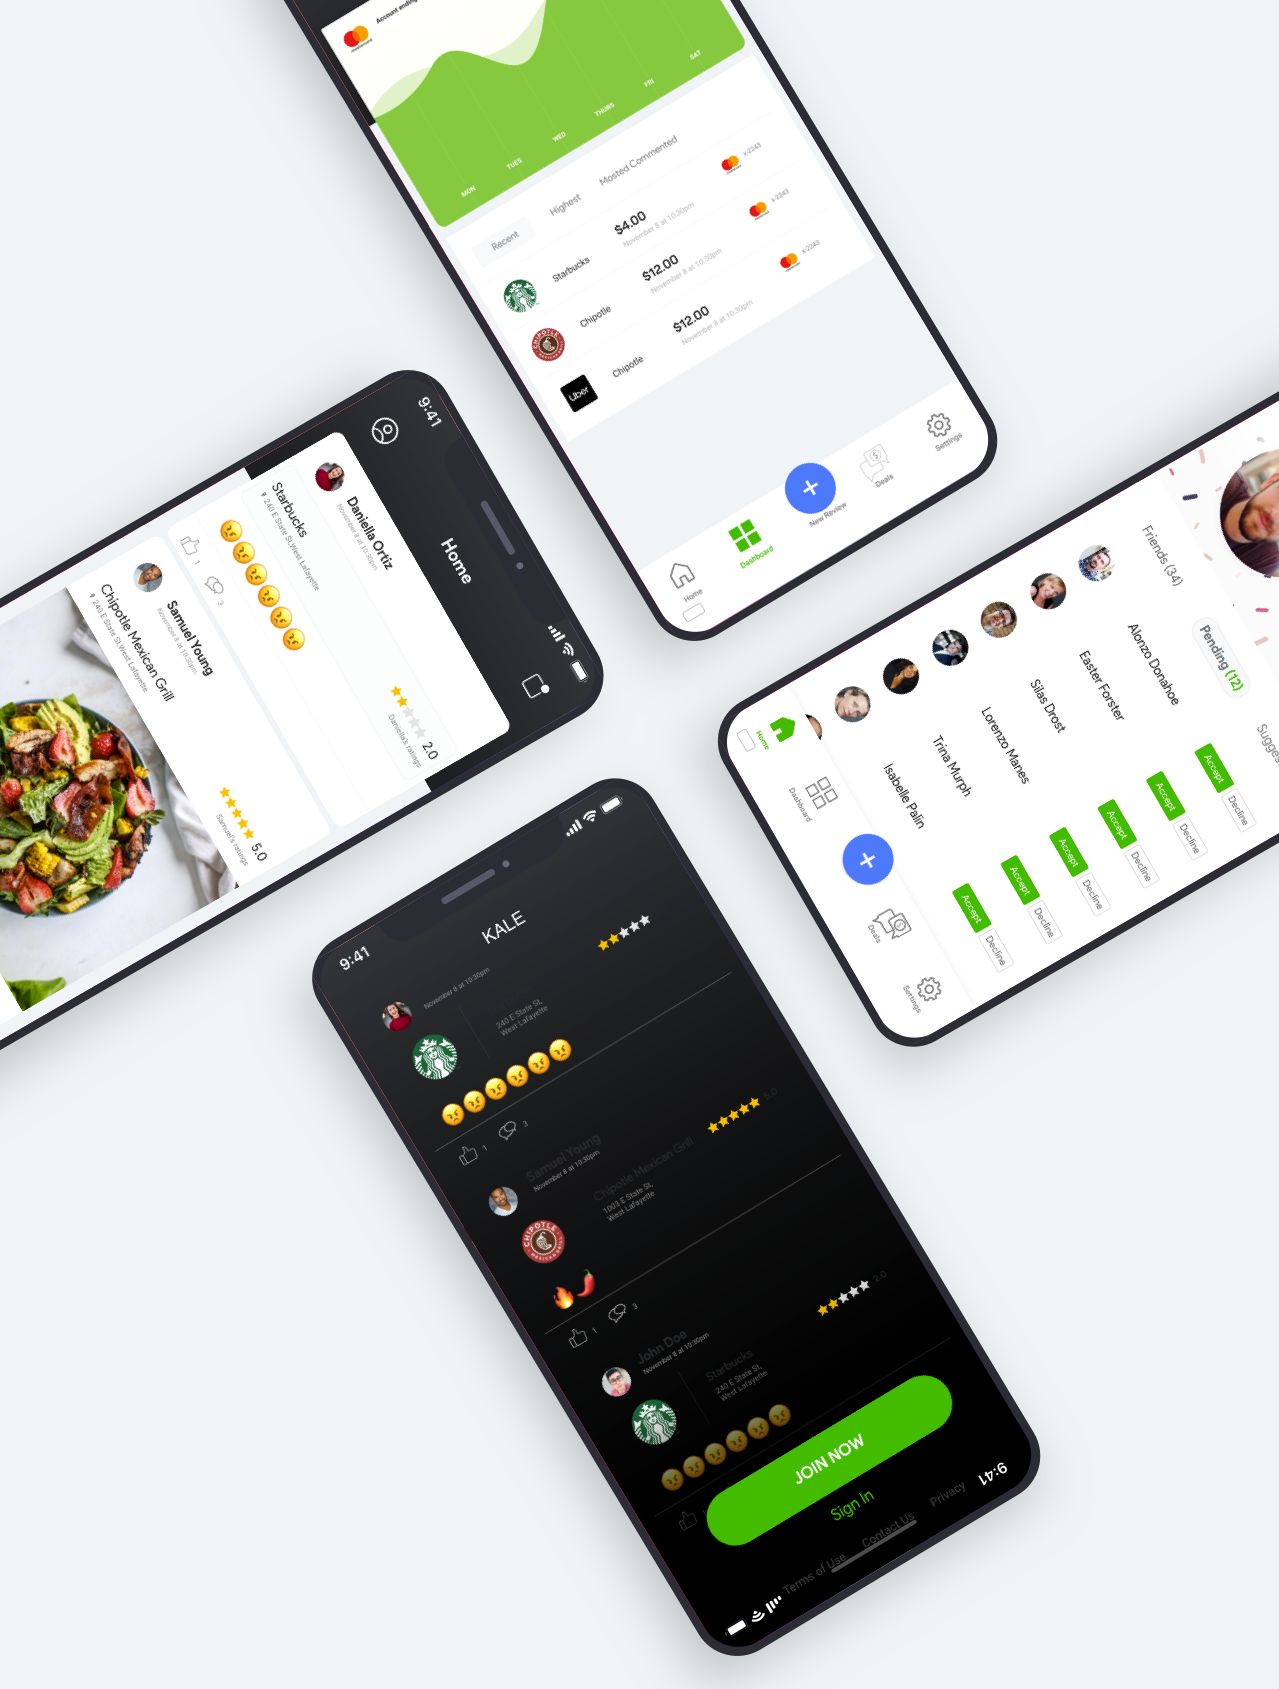 Account ending
MON
TUES
WED
THURS
FRI
SAT
Recent
Highest
Mosted Commented
Starbucks
$4.00
November 8 at 10:30pm
x-2243
Chipotle
$12.00
November 8 at 10:30pm
x-2243
Uber
Chipotle
$12.00
November 8 at 10:30pm
x-2243
Home
Dashboard
New Review
Deals
Settings
9:41
Home
Daniella Ortiz
November 8 at 10:30pm
Starbucks
240 E State St,West Lafayette
2.0
Daniella's ratings
1
3
Samuel Young
November 8 at 10:30pm
Chipotle Mexican Grill
240 E State St,West Lafayette
5.0
Samuel's ratings
Friends (34)
Pending (12)
Alonzo Donahoe
Accept
Decline
Easter Forster
Accept
Decline
Silas Drost
Accept
Decline
Lorenzo Manes
Accept
Decline
Trina Murph
Accept
Decline
Isabelle Palin
Accept
Decline
Home
Dashboard
Deals
Settings
9:41
KALE
November 8 at 10:30pm
240 E State St,
West Lafayette
1
3
Samuel Young
November 8 at 10:30pm
5.0
CHIPOTLE
Chipotle Mexican Grill
1003 E State St,
West Lafayette
1
3
John Doe
November 8 at 10:30pm
2.0
Starbucks
240 E State St,
West Lafayette
JOIN NOW
Sign In
Terms of Use
Contact Us
Privacy
9:41